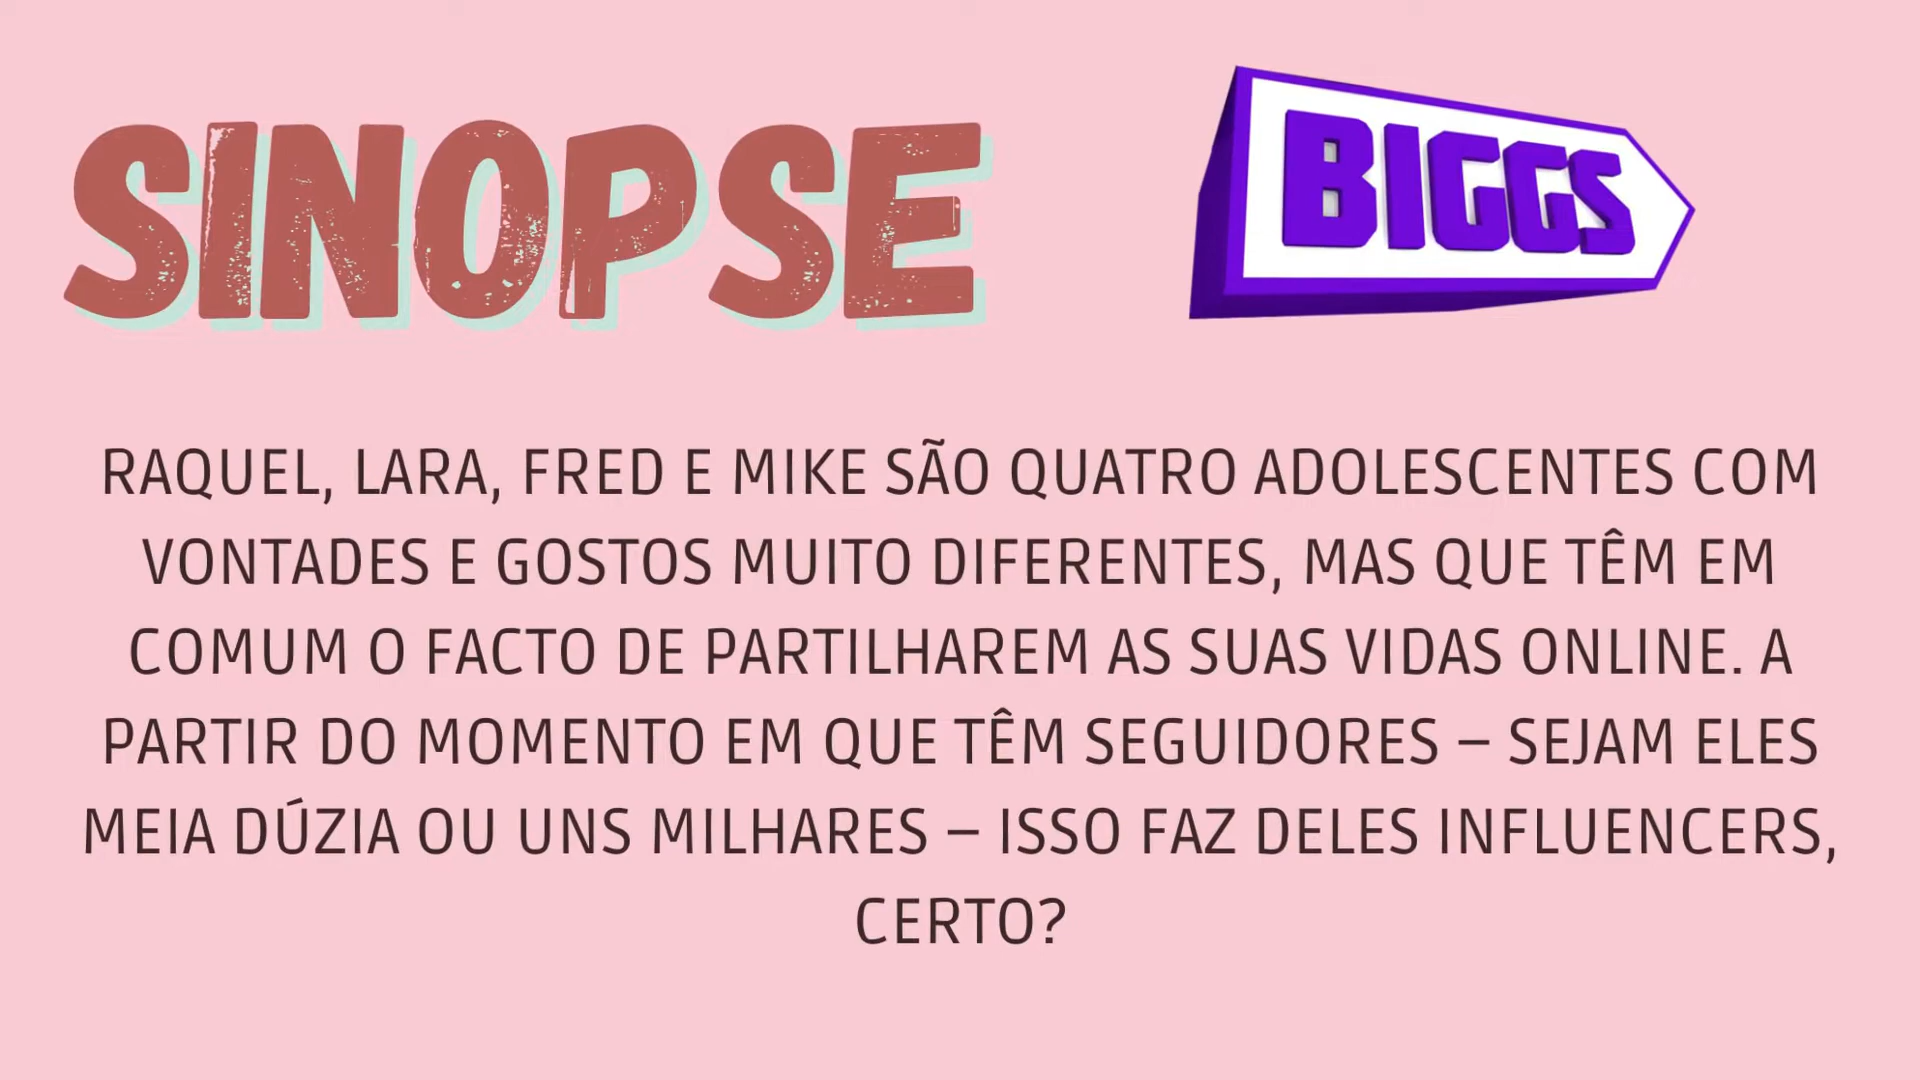 SINOPSE
BIGGS
RAQUEL, LARA, FRED E MIKE SÃO QUATRO ADOLESCENTES COM
VONTADES E GOSTOS MUITO DIFERENTES, MAS QUE TÊM EM
COMUM O FACTO DE PARTILHAREM AS SUAS VIDAS ONLINE. A
PARTIR DO MOMENTO EM QUE TÊM SEGUIDORES – SEJAM ELES
MEIA DÚZIA OU UNS MILHARES – ISSO FAZ DELES INFLUENCERS,
CERTO?